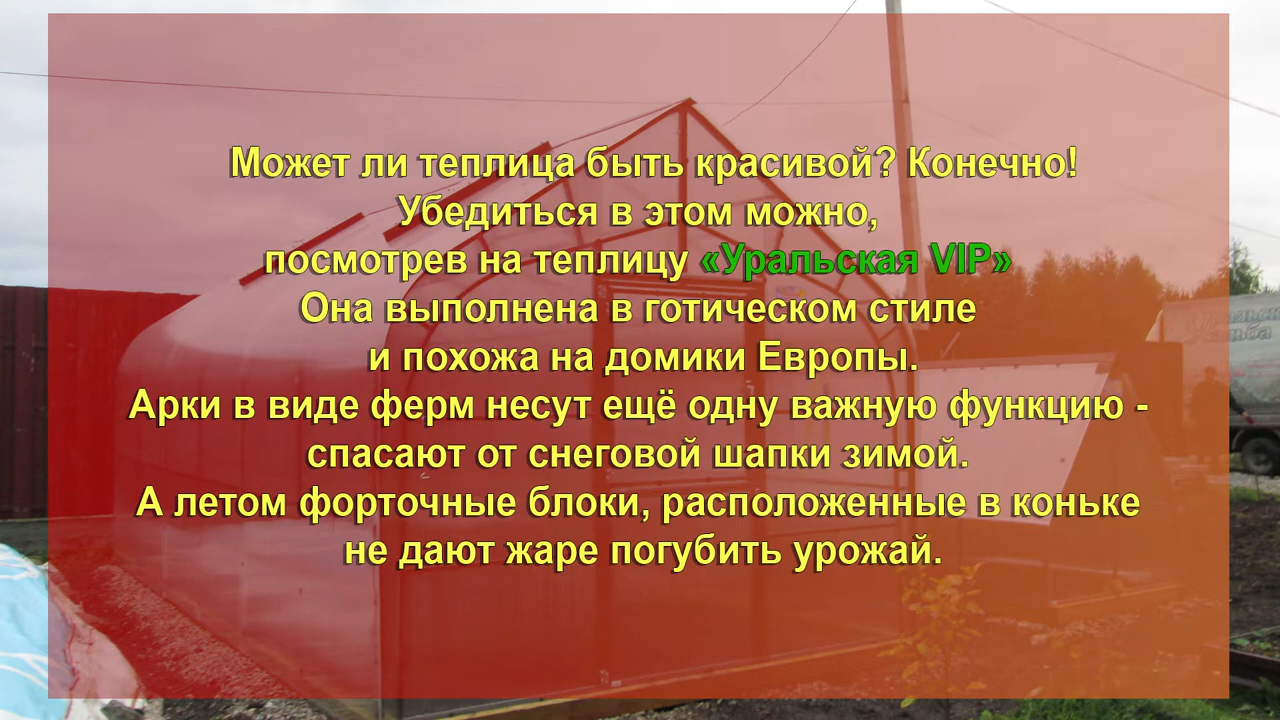 Может ли теплица быть красивой? Конечно!
Убедиться в этом можно,
посмотрев на теплицу «Уральская VIP»
Она выполнена в готическом стиле
и похожа на домики Европы.
Арки в виде ферм несут ещё одну важную функцию -
спасают от снеговой шапки зимой.
А летом форточные блоки, расположенные в коньке
не дают жаре погубить урожай.